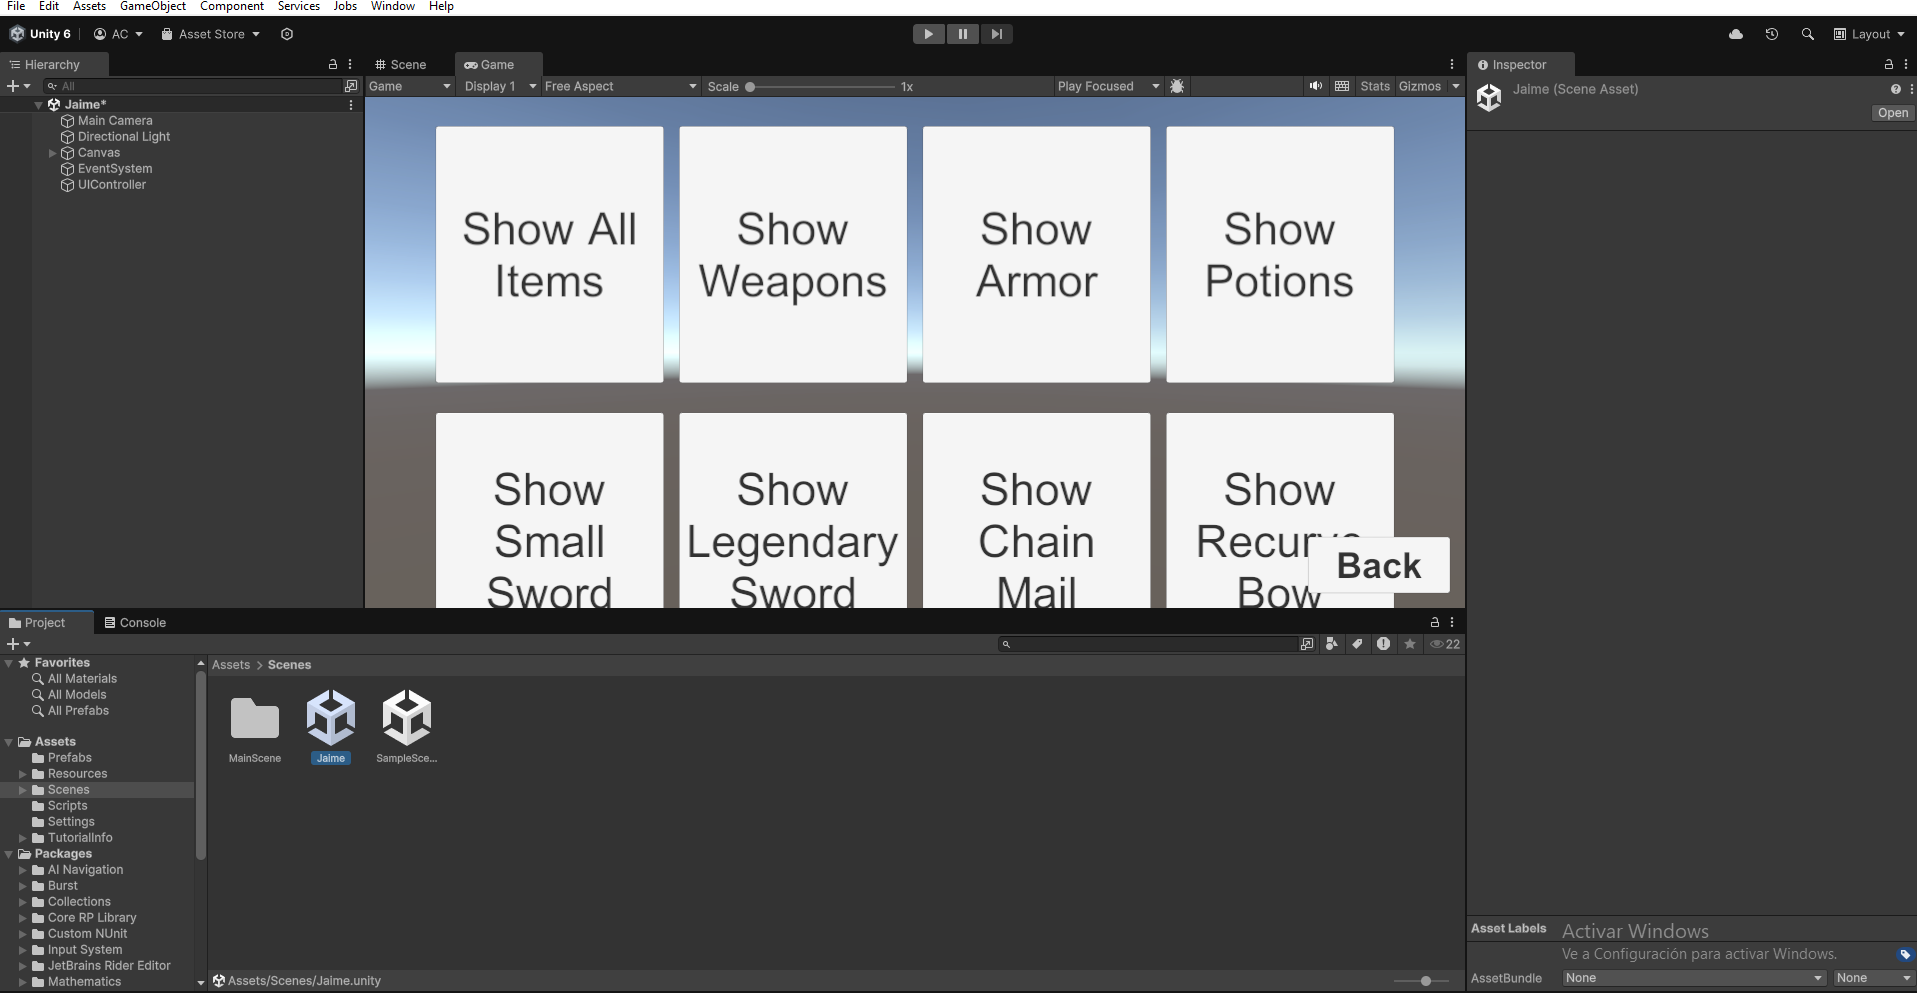 File Edit Assets GameObject Component Services Jobs Window Help
Unity 6 AC Asset Store Layout
Hierarchy
All
Jaime*
Main Camera
Directional Light
Canvas
EventSystem
UIController
Scene Game
Game Display 1 Free Aspect Scale 1x Play Focused Stats Gizmos
Show All
Items
Show
Weapons
Show
Armor
Show
Potions
Show
Small
Sword
Show
Legendary
Sword
Show
Chain
Mail
Show
Recurve
Bow
Back
Inspector
Jaime (Scene Asset)
Open
Project Console
22
Favorites
All Materials
All Models
All Prefabs
Assets
Prefabs
Resources
Scenes
Scripts
Settings
TutorialInfo
Packages
AI Navigation
Burst
Collections
Core RP Library
Custom NUnit
Input System
JetBrains Rider Editor
Mathematics
Assets > Scenes
MainScene Jaime SampleSce...
Assets/Scenes/Jaime.unity
Asset Labels
Activar Windows
Ve a Configuración para activar Windows.
AssetBundle None None